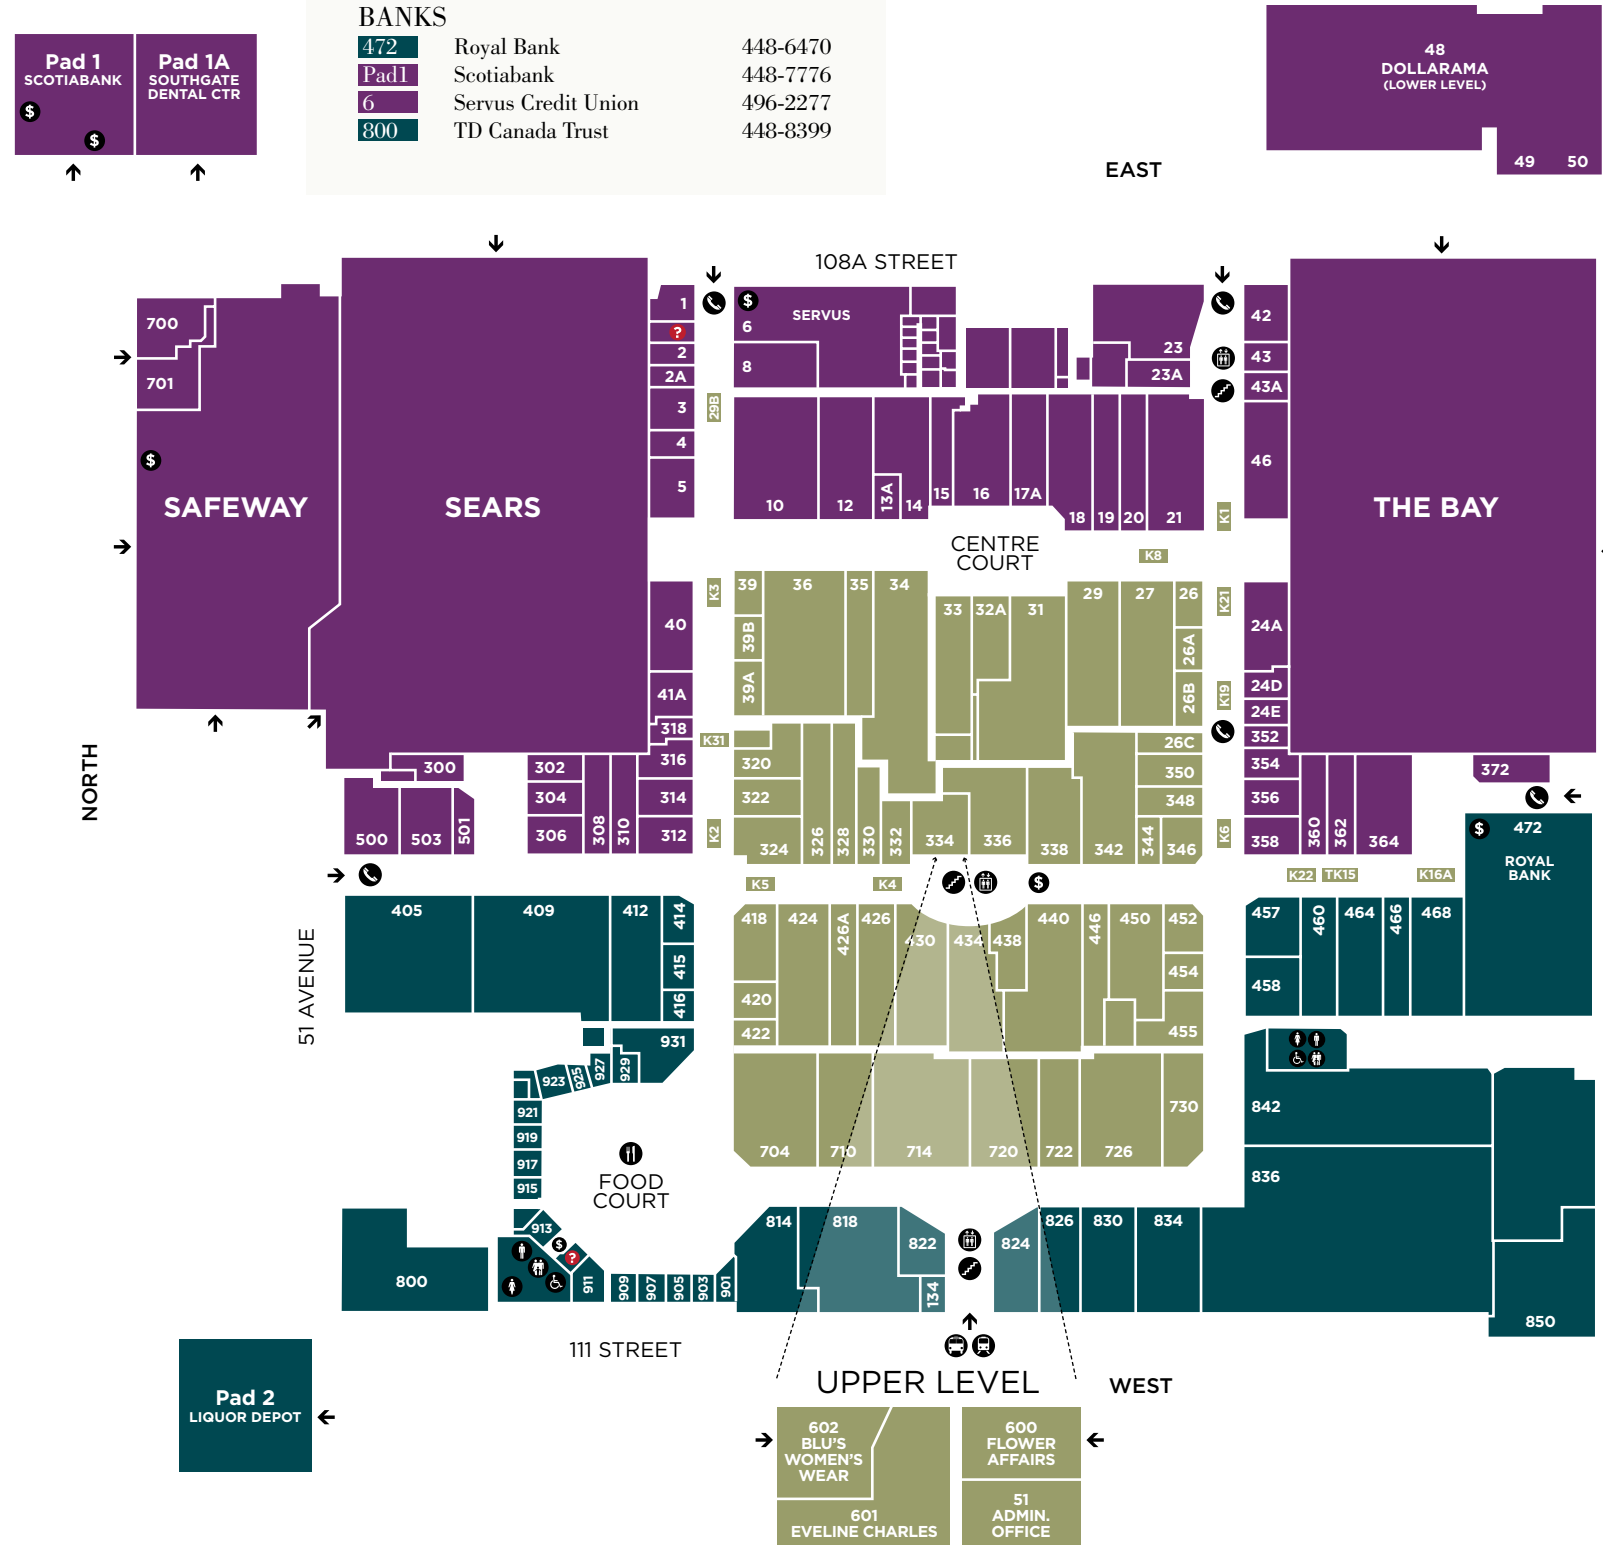 BANKS
472 Royal Bank 448-6470
Pad1 Scotiabank 448-7776
6 Servus Credit Union 496-2277
800 TD Canada Trust 448-8399
Pad 1
SCOTIABANK
$
$
Pad 1A
SOUTHGATE
DENTAL CTR
48
DOLLARAMA
(LOWER LEVEL)
49 50
EAST
108A STREET
700
701
$
SAFEWAY
SEARS
1
?
2
2A
3
4
5
29B
$
SERVUS
6
8
23
23A
42
43
43A
46
THE BAY
10
12
13A
14
15
16
17A
18
19
20
21
K1
CENTRE
COURT
K8
K3
39
39B
39A
36
35
34
33
32A
31
29
27
26
26A
26B
K21
K19
24A
24D
24E
352
40
41A
318
316
K31
320
322
324
326
328
330
332
334
336
338
342
344
346
26C
350
348
354
356
358
360
362
364
372
K6
K2
NORTH
300
302
304
306
308
310
314
312
500
503
501
$
472
ROYAL
BANK
K5
K4
$
K22
TK15
K16A
51 AVENUE
405
409
412
414
415
416
418
420
422
424
426A
426
430
434
438
440
446
450
452
454
455
457
458
460
464
466
468
931
929
927
925
923
921
919
917
915
913
$
?
911
909
907
905
903
901
FOOD
COURT
704
710
714
720
722
726
730
842
836
850
800
814
818
822
134
824
826
830
834
111 STREET
Pad 2
LIQUOR DEPOT
UPPER LEVEL
WEST
602
BLU'S
WOMEN'S
WEAR
601
EVELINE CHARLES
600
FLOWER
AFFAIRS
51
ADMIN.
OFFICE